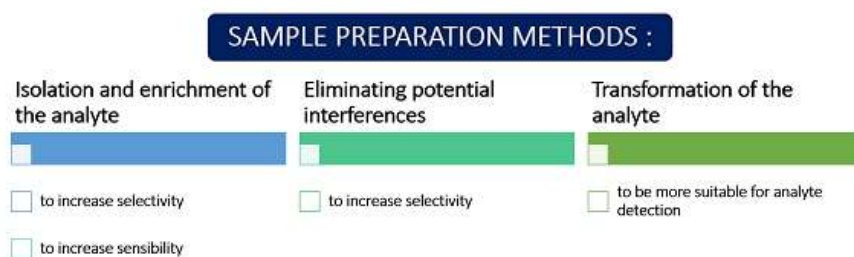 SAMPLE PREPARATION METHODS :
Isolation and enrichment of
the analyte
to increase selectivity
to increase sensibility
Eliminating potential
interferences
to increase selectivity
Transformation of the
analyte
to be more suitable for analyte
detection